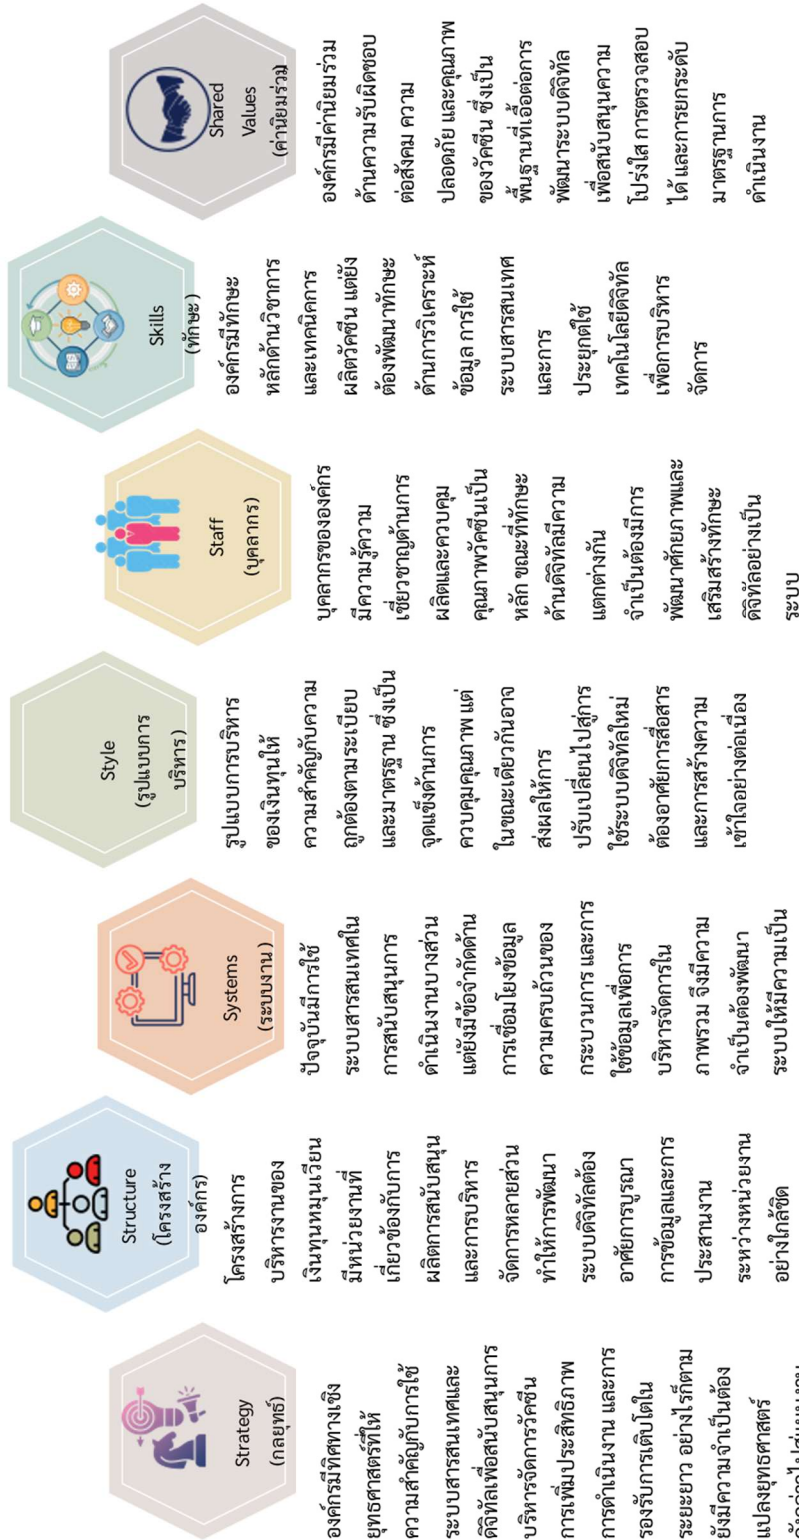 Strategy
(กลยุทธ์)
องค์กรมีทิศทางเชิง
ยุทธศาสตร์ที่ให้
ความสำคัญกับการใช้
ระบบสารสนเทศและ
ดิจิทัลเพื่อสนับสนุนการ
บริหารจัดการวัคซีน
การเพิ่มประสิทธิภาพ
การดำเนินงาน และการ
รองรับการเติบโตใน
ระยะยาว อย่างไรก็ตาม
ยังมีความจำเป็นต้อง
แปลงยุทธศาสตร์
Structure
(โครงสร้าง
องค์กร)
โครงสร้างการ
บริหารงานของ
เงินทุนหมุนเวียน
มีหน่วยงานที่
เกี่ยวข้องกับการ
ผลิตการสนับสนุน
และการบริหาร
จัดการหลายส่วน
ทำให้การพัฒนา
ระบบดิจิทัลต้อง
อาศัยการบูรณา
การข้อมูลและการ
ประสานงาน
ระหว่างหน่วยงาน
อย่างใกล้ชิด
Systems
(ระบบงาน)
ปัจจุบันมีการใช้
ระบบสารสนเทศใน
การสนับสนุนการ
ดำเนินงานบางส่วน
แต่ยังมีข้อจำกัดด้าน
การเชื่อมโยงข้อมูล
ความครบถ้วนของ
กระบวนการ และการ
ใช้ข้อมูลเพื่อการ
บริหารจัดการใน
ภาพรวม จึงมีความ
จำเป็นต้องพัฒนา
ระบบให้มีความเป็น
Style
(รูปแบบการ
บริหาร)
รูปแบบการบริหาร
ของเงินทุนให้
ความสำคัญกับความ
ถูกต้องตามระเบียบ
และมาตรฐาน ซึ่งเป็น
จุดแข็งด้านการ
ควบคุมคุณภาพ แต่
ในขณะเดียวกันอาจ
ส่งผลให้การ
ปรับเปลี่ยนไปสู่การ
ใช้ระบบดิจิทัลใหม่
ต้องอาศัยการสื่อสาร
และการสร้างความ
เข้าใจอย่างต่อเนื่อง
Staff
(บุคลากร)
บุคลากรขององค์กร
มีความรู้ความ
เชี่ยวชาญด้านการ
ผลิตและควบคุม
คุณภาพวัคซีนเป็น
หลัก ขณะที่ทักษะ
ด้านดิจิทัลมีความ
แตกต่างกัน
จำเป็นต้องมีการ
พัฒนาศักยภาพและ
เสริมสร้างทักษะ
ดิจิทัลอย่างเป็น
ระบบ
Skills
(ทักษะ)
องค์กรมีทักษะ
หลักด้านวิชาการ
และเทคนิคการ
ผลิตวัคซีน แต่ยัง
ต้องพัฒนาทักษะ
ด้านการวิเคราะห์
ข้อมูล การใช้
ระบบสารสนเทศ
และการ
ประยุกต์ใช้
เทคโนโลยีดิจิทัล
เพื่อการบริหาร
จัดการ
Shared
Values
(ค่านิยมร่วม)
องค์กรมีค่านิยมร่วม
ด้านความรับผิดชอบ
ต่อสังคม ความ
ปลอดภัย และคุณภาพ
ของวัคซีน ซึ่งเป็น
พื้นฐานที่เอื้อต่อการ
พัฒนาระบบดิจิทัล
เพื่อสนับสนุนความ
โปร่งใส การตรวจสอบ
ได้ และการยกระดับ
มาตรฐานการ
ดำเนินงาน